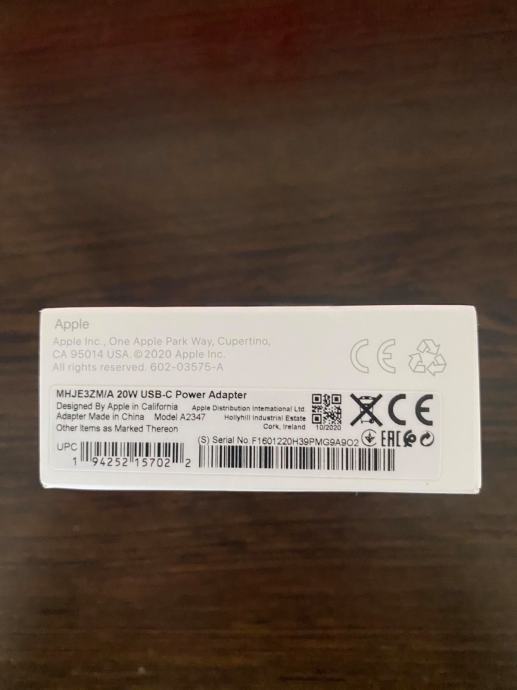 Apple
Apple Inc., One Apple Park Way, Cupertino,
CA 95014 USA. ©2020 Apple Inc.
All rights reserved. 602-03575-A
MHJE3ZM/A 20W USB-C Power Adapter
Designed By Apple in California
Adapter Made in China Model A2347
Other Items as Marked Thereon
Apple Distribution International Ltd.
Hollyhill Industrial Estate
Cork, Ireland
10/2020
CE
CE
EAC
UPC
1 94252 15702 2
(S) Serial No. F1601220H39PMG9A9O2